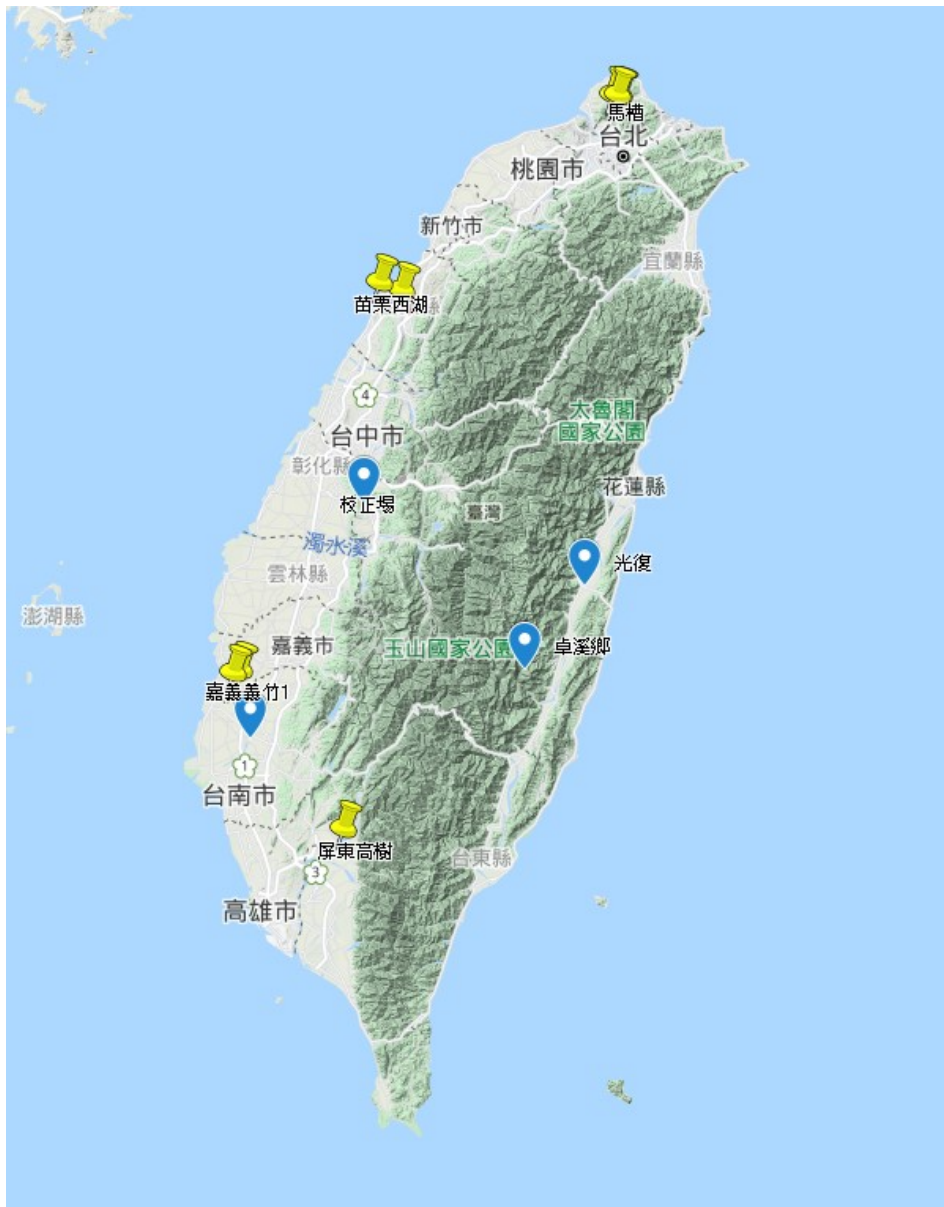 馬槽
台北
桃園市
新竹市
宜蘭縣
苗栗西湖
縣
4
太魯閣
國家公園
台中市
彰化縣
花蓮縣
校正場
臺灣
濁水溪
光復
雲林縣
澎湖縣
嘉義市
玉山國家公園
卓溪鄉
嘉義義竹1
1
台南市
屏東高樹
台東縣
3
高雄市